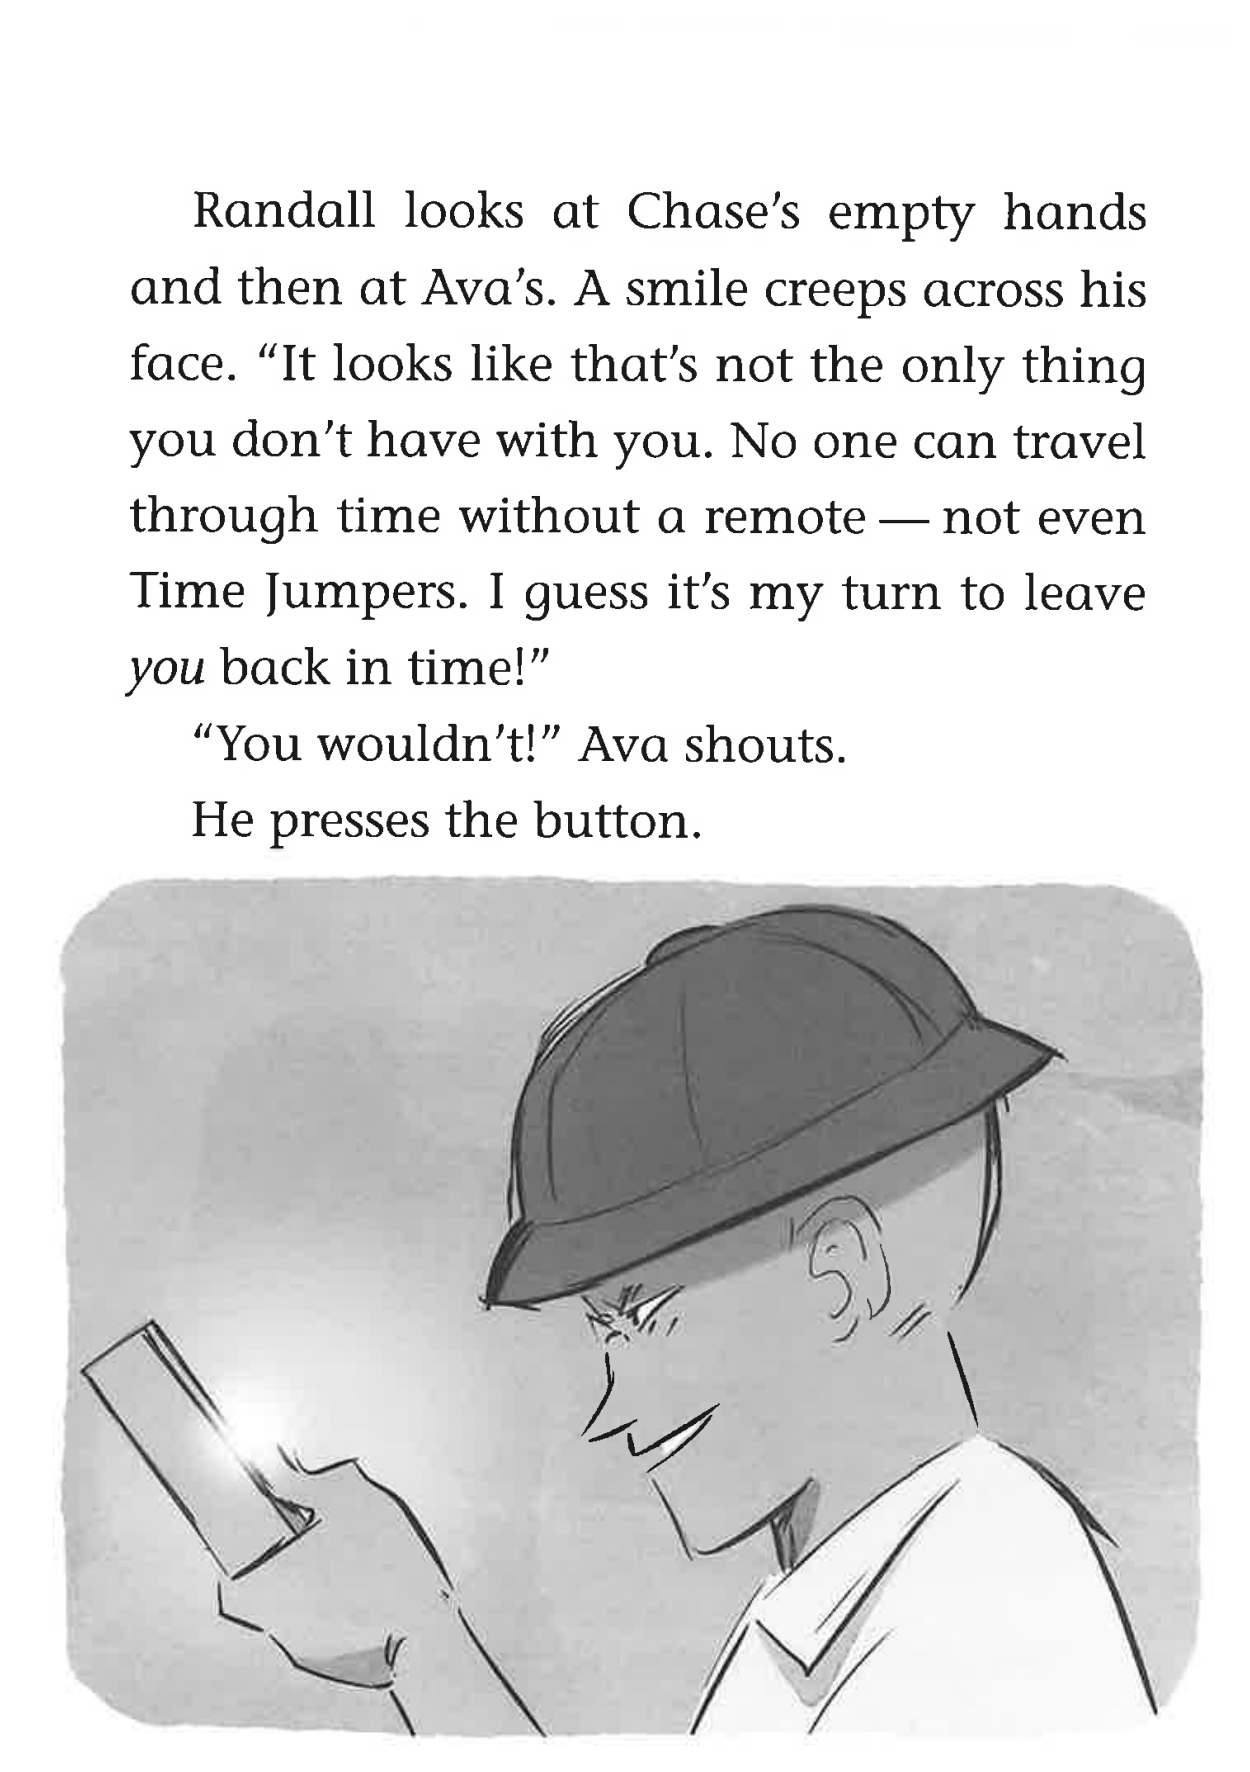 Randall looks at Chase’s empty hands
and then at Ava’s. A smile creeps across his
face. “It looks like that’s not the only thing
you don’t have with you. No one can travel
through time without a remote — not even
Time Jumpers. I guess it’s my turn to leave
you back in time!”
“You wouldn’t!” Ava shouts.
He presses the button.